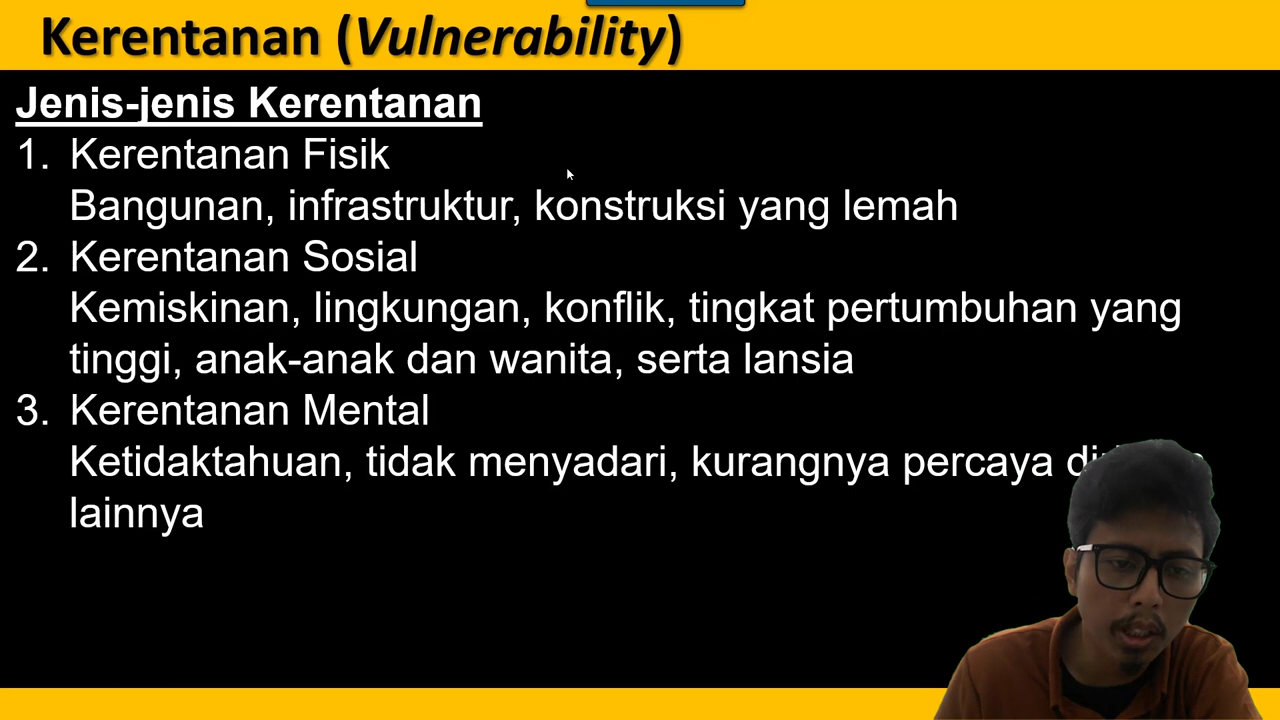 Kerentanan (Vulnerability)
Jenis-jenis Kerentanan
1. Kerentanan Fisik
Bangunan, infrastruktur, konstruksi yang lemah
2. Kerentanan Sosial
Kemiskinan, lingkungan, konflik, tingkat pertumbuhan yang
tinggi, anak-anak dan wanita, serta lansia
3. Kerentanan Mental
Ketidaktahuan, tidak menyadari, kurangnya percaya
lainnya